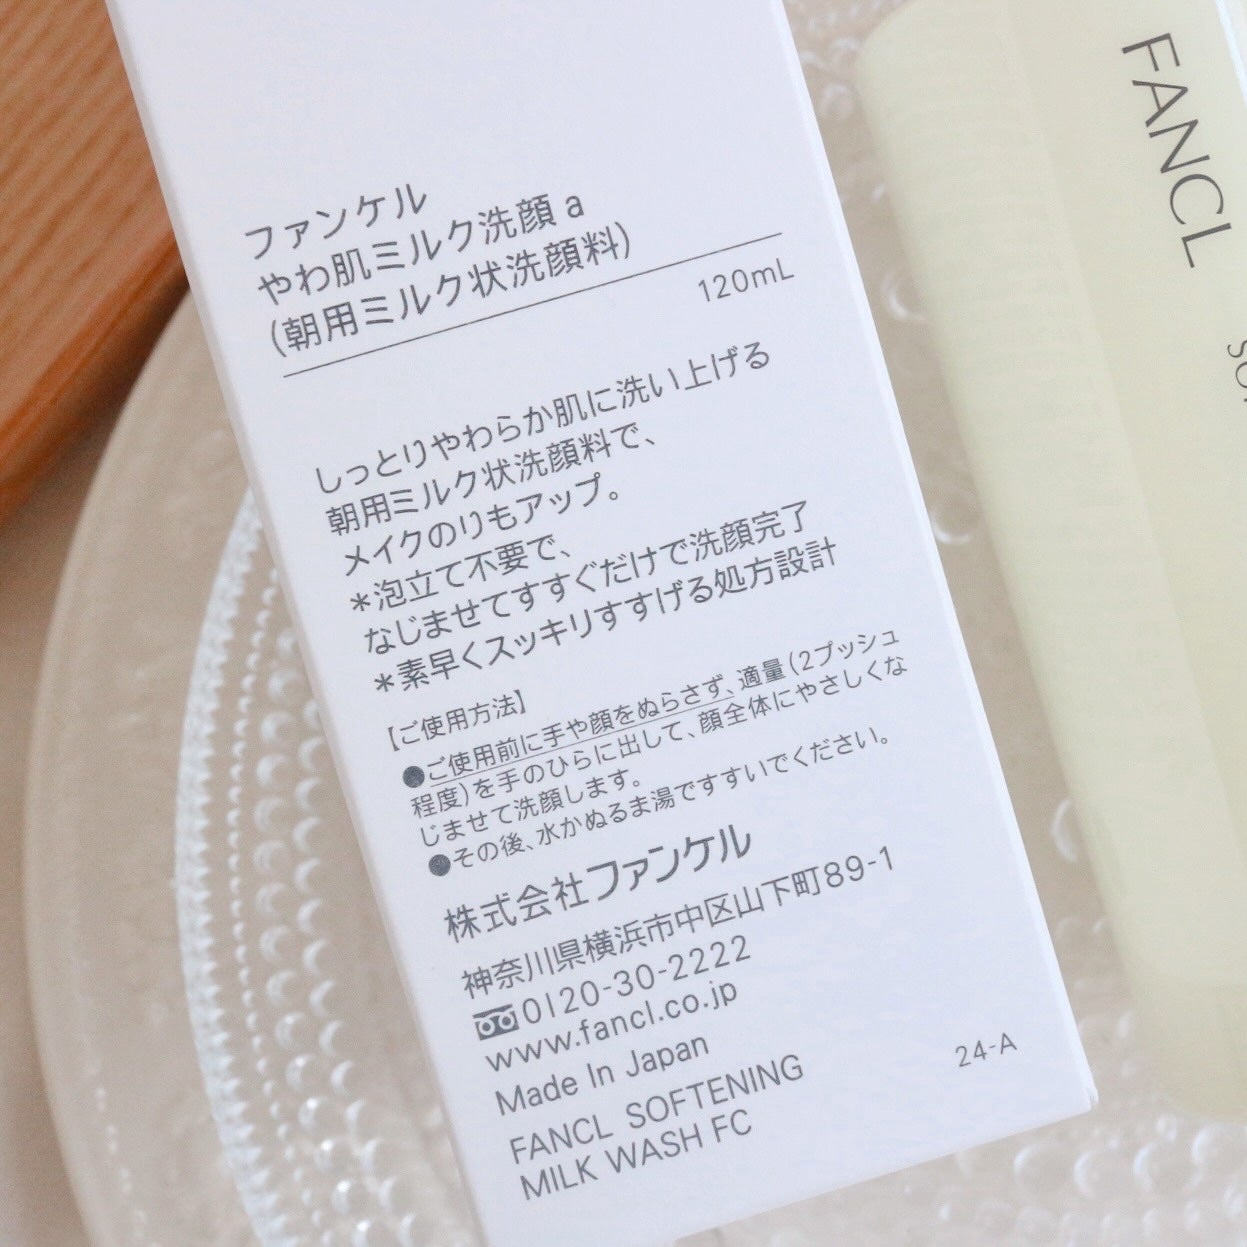 ファンケル
やわ肌ミルク洗顔 a
(朝用ミルク状洗顔料)
120mL
しっとりやわらか肌に洗い上げる
朝用ミルク状洗顔料で、
メイクのりもアップ。
*泡立て不要で、
なじませてすすぐだけで洗顔完了
*素早くスッキリすすげる処方設計
【ご使用方法】
●ご使用前に手や顔をぬらさず、適量(2プッシュ
程度)を手のひらに出して、顔全体にやさしくな
じませて洗顔します。
●その後、水かぬるま湯ですすいでください。
株式会社ファンケル
神奈川県横浜市中区山下町89-1
0120-30-2222
www.fancl.co.jp
Made In Japan
24-A
FANCL SOFTENING
MILK WASH FC
FANCL